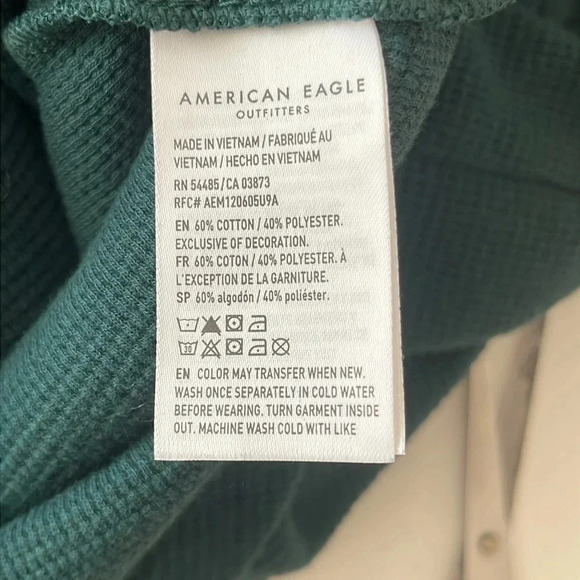 AMERICAN EAGLE
OUTFITTERS
MADE IN VIETNAM / FABRIQUÉ AU
VIETNAM / HECHO EN VIETNAM
RN 54485/CA 03873
RFC# AEM120605U9A
EN 60% COTTON / 40% POLYESTER.
EXCLUSIVE OF DECORATION.
FR 60% COTON / 40% POLYESTER. À
L'EXCEPTION DE LA GARNITURE.
SP 60% algodón / 40% poliéster.
30
EN COLOR MAY TRANSFER WHEN NEW.
WASH ONCE SEPARATELY IN COLD WATER
BEFORE WEARING. TURN GARMENT INSIDE
OUT. MACHINE WASH COLD WITH LIKE